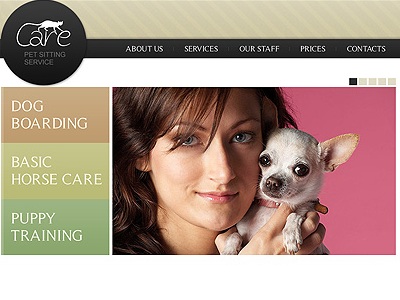 Care
PET SITTING
SERVICE
ABOUT US
SERVICES
OUR STAFF
PRICES
CONTACTS
DOG
BOARDING
BASIC
HORSE CARE
PUPPY
TRAINING